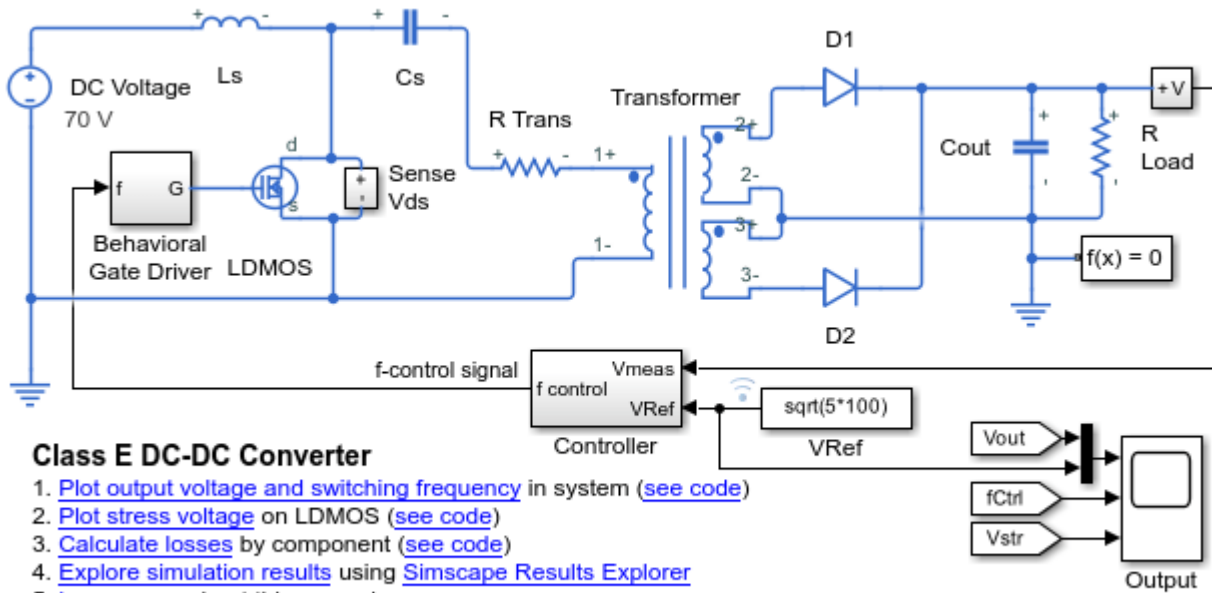 + -
+ -
D1
Ls
Cs
+
-
DC Voltage
70 V
Transformer
R Trans
2+
+ V
+
+
d
+ -
1+
Cout
R
Load
f G
+
-
Sense
Vds
2-
-
-
s
Behavioral
Gate Driver
LDMOS
1-
3+
f(x) = 0
3-
D2
f-control signal
Vmeas
f control
VRef
sqrt(5*100)
Controller
VRef
Vout
fCtrl
Vstr
Output
Class E DC-DC Converter
1. Plot output voltage and switching frequency in system (see code)
2. Plot stress voltage on LDMOS (see code)
3. Calculate losses by component (see code)
4. Explore simulation results using Simscape Results Explorer